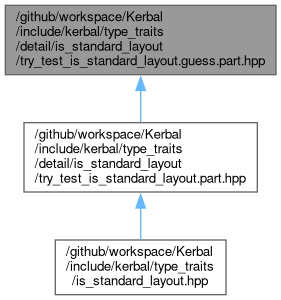 /github/workspace/Kerbal
/include/kerbal/type_traits
/detail/is_standard_layout
/try_test_is_standard_layout.guess.part.hpp
/github/workspace/Kerbal
/include/kerbal/type_traits
/detail/is_standard_layout
/try_test_is_standard_layout.part.hpp
/github/workspace/Kerbal
/include/kerbal/type_traits
/is_standard_layout.hpp